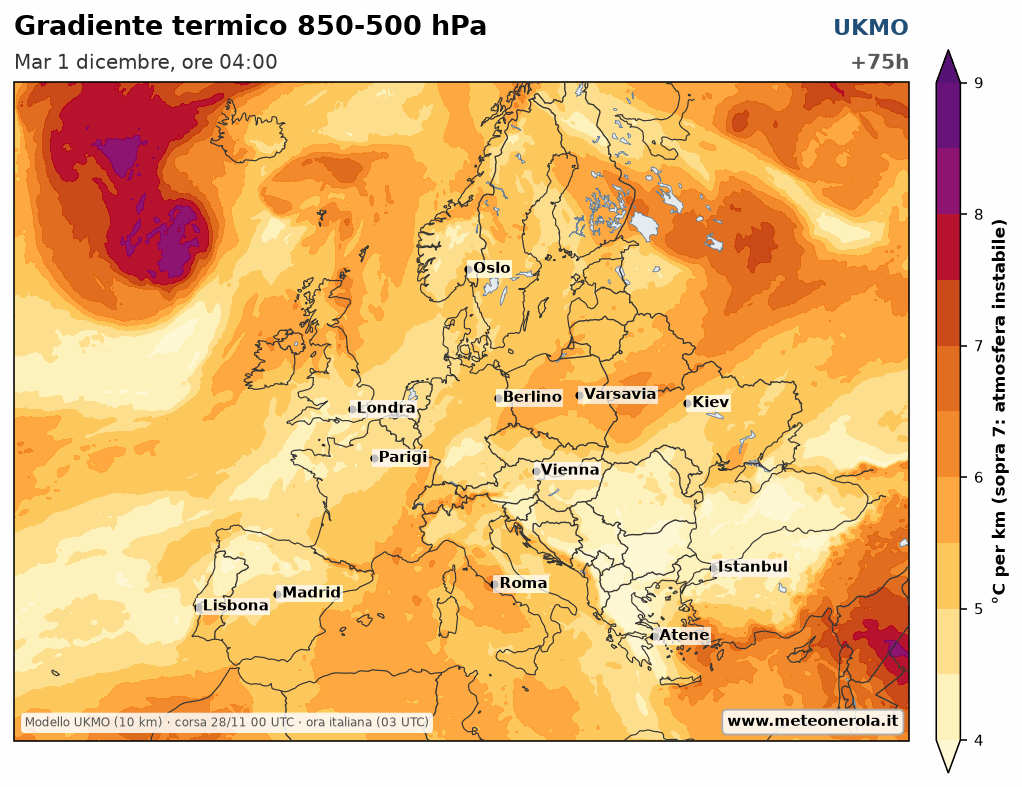 Gradiente termico 850-500 hPa
UKMO
Mar 1 dicembre, ore 04:00
+75h
9
8
7
6
5
4
°C per km (sopra 7: atmosfera instabile)
Oslo
Berlino
Varsavia
Kiev
Londra
Parigi
Vienna
Istanbul
Roma
Madrid
Lisbona
Atene
Modello UKMO (10 km) · corsa 28/11 00 UTC · ora italiana (03 UTC)
www.meteonerola.it